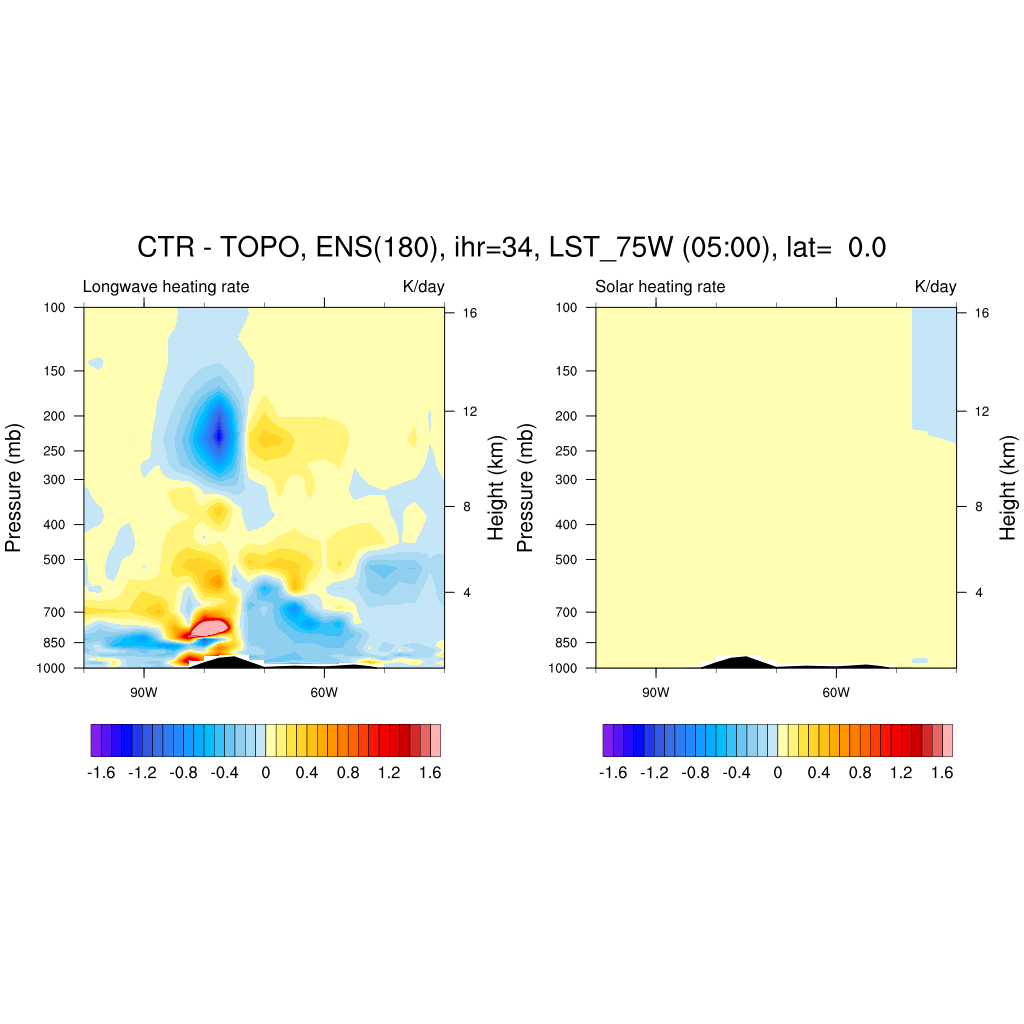 CTR - TOPO, ENS(180), ihr=34, LST_75W (05:00), lat=  0.0
Longwave heating rate K/day
Pressure (mb)
100
150
200
250
300
400
500
700
850
1000
16
12
8
4
Height (km)
90W 60W
-1.6 -1.2 -0.8 -0.4 0 0.4 0.8 1.2 1.6
Solar heating rate K/day
Pressure (mb)
100
150
200
250
300
400
500
700
850
1000
16
12
8
4
Height (km)
90W 60W
-1.6 -1.2 -0.8 -0.4 0 0.4 0.8 1.2 1.6